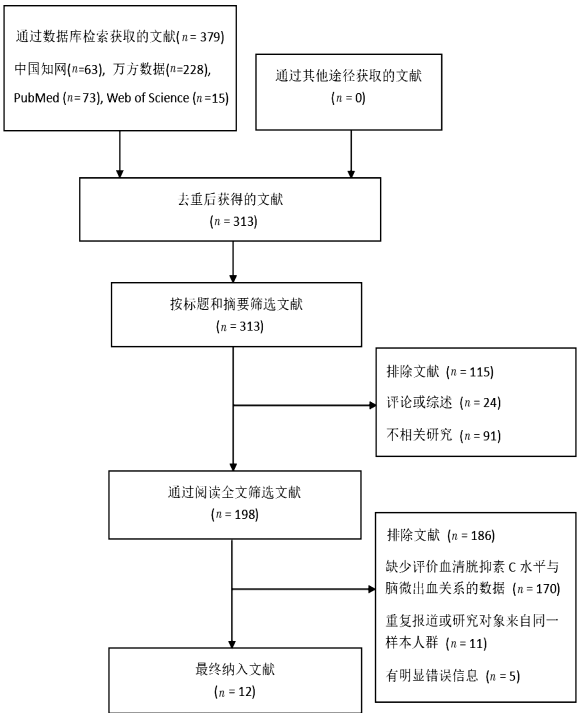 通过数据库检索获取的文献(n = 379)
中国知网(n=63), 万方数据(n=228),
PubMed (n=73), Web of Science (n=15)
通过其他途径获取的文献
(n = 0)
去重后获得的文献
(n = 313)
按标题和摘要筛选文献
(n = 313)
排除文献 (n = 115)
评论或综述 (n = 24)
不相关研究 (n = 91)
通过阅读全文筛选文献
(n = 198)
排除文献 (n = 186)
缺少评价血清胱抑素 C 水平与
脑微出血关系的数据 (n = 170)
重复报道或研究对象来自同一
样本人群 (n = 11)
有明显错误信息 (n = 5)
最终纳入文献
(n = 12)